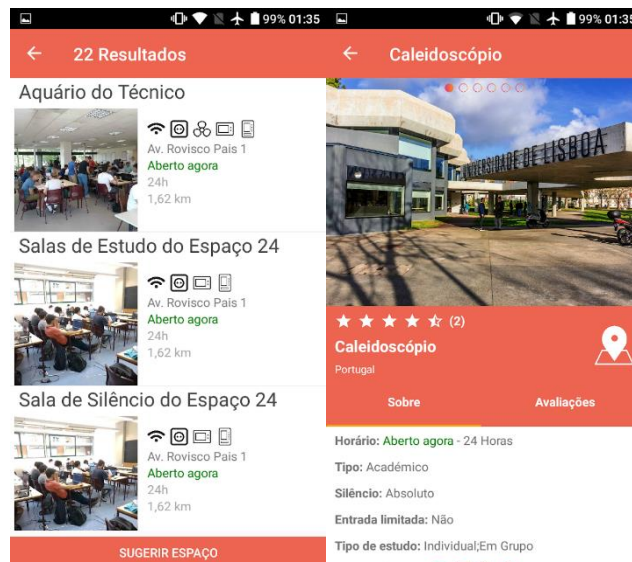 99% 01:35
22 Resultados
Aquário do Técnico
Av. Rovisco Pais 1
Aberto agora
24h
1,62 km
Salas de Estudo do Espaço 24
Av. Rovisco Pais 1
Aberto agora
24h
1,62 km
Sala de Silêncio do Espaço 24
Av. Rovisco Pais 1
Aberto agora
24h
1,62 km
SUGERIR ESPAÇO
99% 01:35
Caleidoscópio
UNIVERSIDADE DE LISBOA
(2)
Caleidoscópio
Portugal
Sobre
Avaliações
Horário: Aberto agora - 24 Horas
Tipo: Académico
Silêncio: Absoluto
Entrada limitada: Não
Tipo de estudo: Individual;Em Grupo